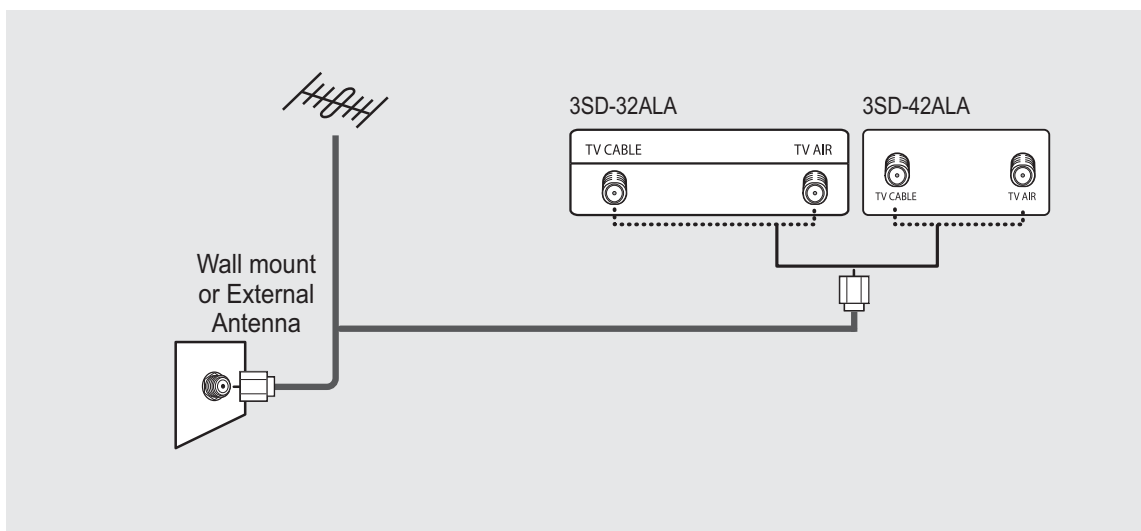 3SD-32ALA
3SD-42ALA
TV CABLE
TV AIR
TV CABLE
TV AIR
Wall mount
or External
Antenna